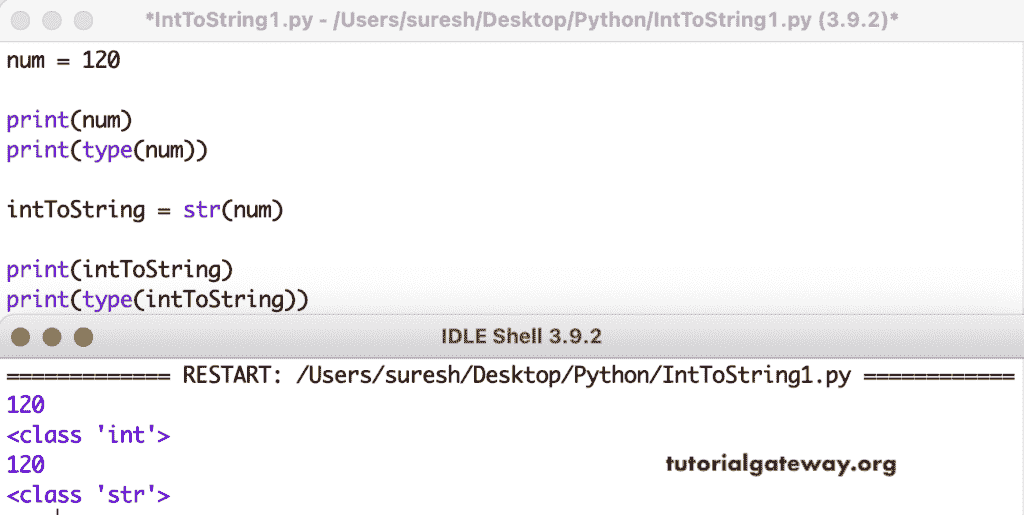 *IntToString1.py - /Users/suresh/Desktop/Python/IntToString1.py (3.9.2)*
num = 120
print(num)
print(type(num))
intToString = str(num)
print(intToString)
print(type(intToString))
IDLE Shell 3.9.2
============= RESTART: /Users/suresh/Desktop/Python/IntToString1.py ============
120
<class 'int'>
120
tutorialgateway.org
<class 'str'>